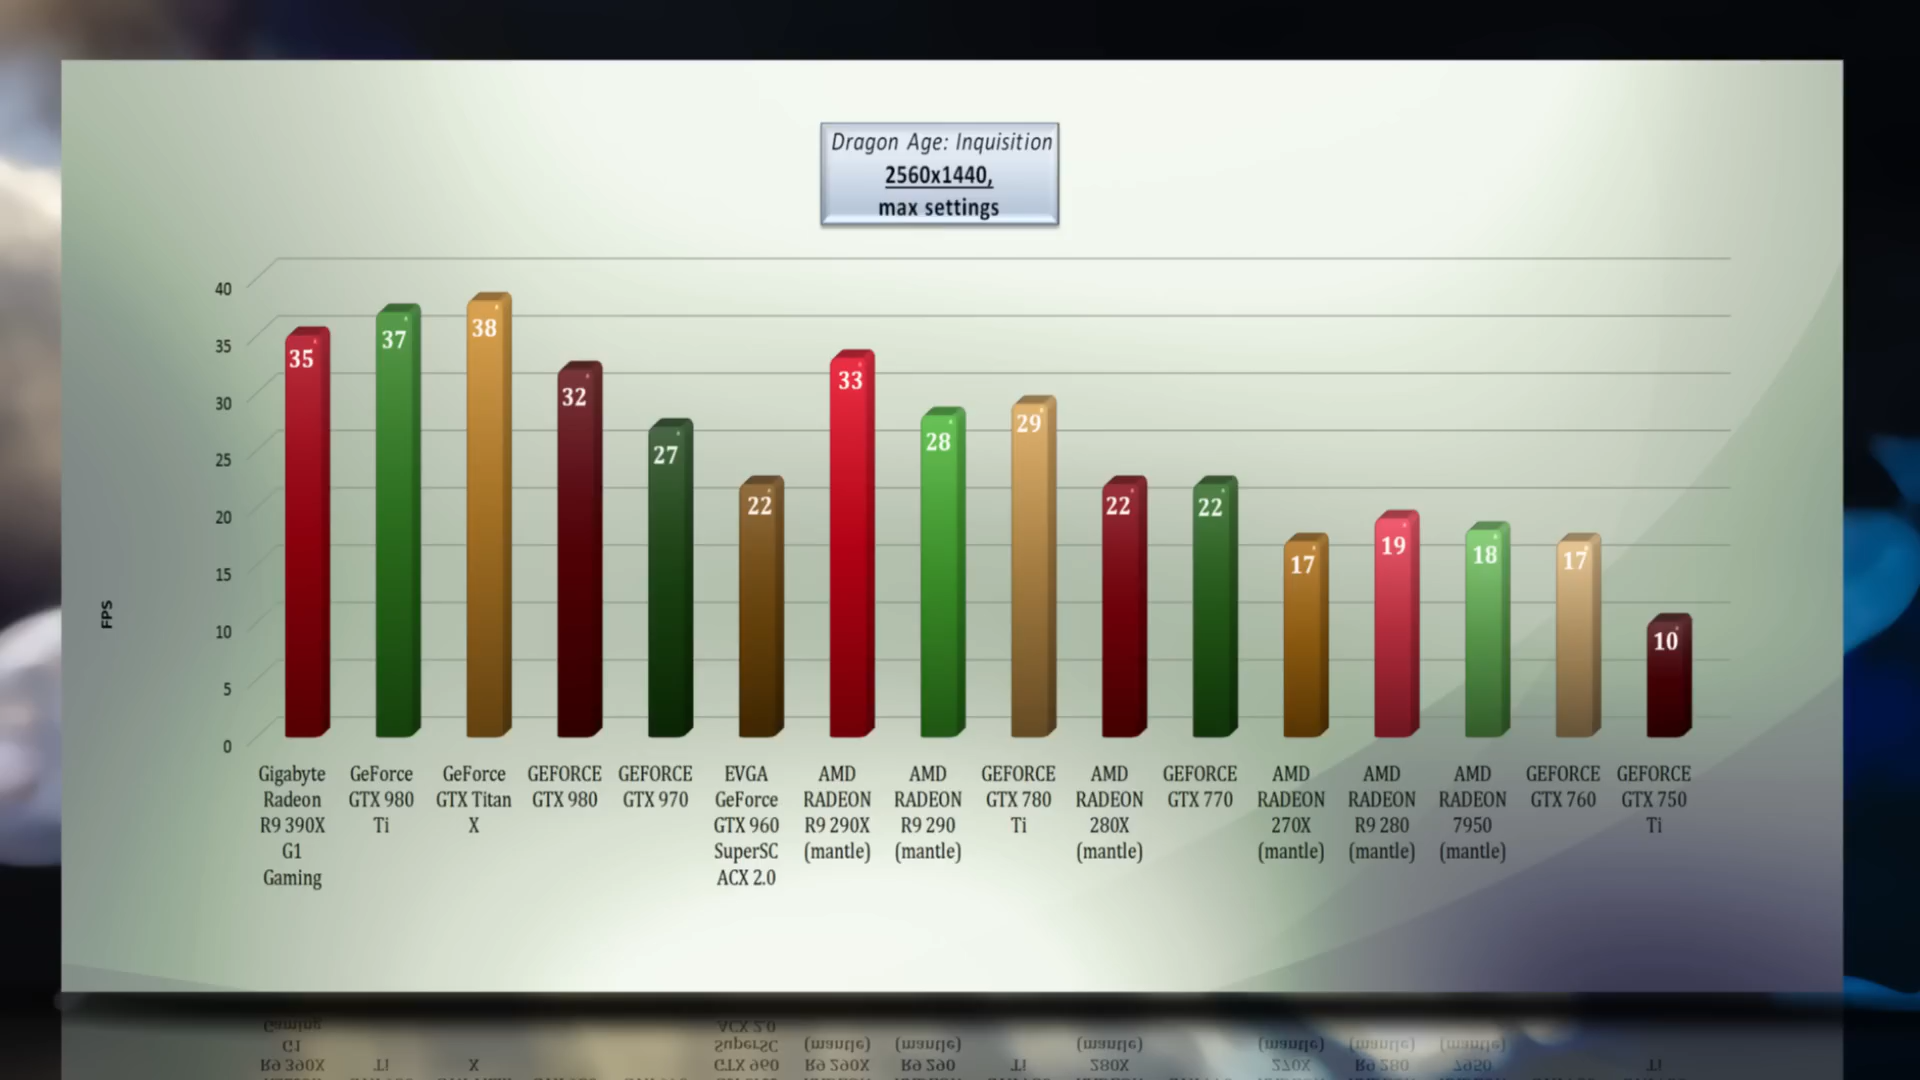 Dragon Age: Inquisition
2560x1440,
max settings
FPS
40
35
30
25
20
15
10
5
0
35
37
38
32
27
22
33
28
29
22
22
17
19
18
17
10
Gigabyte
Radeon
R9 390X
G1
Gaming
GeForce
GTX 980
Ti
GeForce
GTX Titan
X
GEFORCE
GTX 980
GEFORCE
GTX 970
EVGA
GeForce
GTX 960
SuperSC
ACX 2.0
AMD
RADEON
R9 290X
(mantle)
AMD
RADEON
R9 290
(mantle)
GEFORCE
GTX 780
Ti
AMD
RADEON
280X
(mantle)
GEFORCE
GTX 770
AMD
RADEON
270X
(mantle)
AMD
RADEON
R9 280
(mantle)
AMD
RADEON
7950
(mantle)
GEFORCE
GTX 760
GEFORCE
GTX 750
Ti